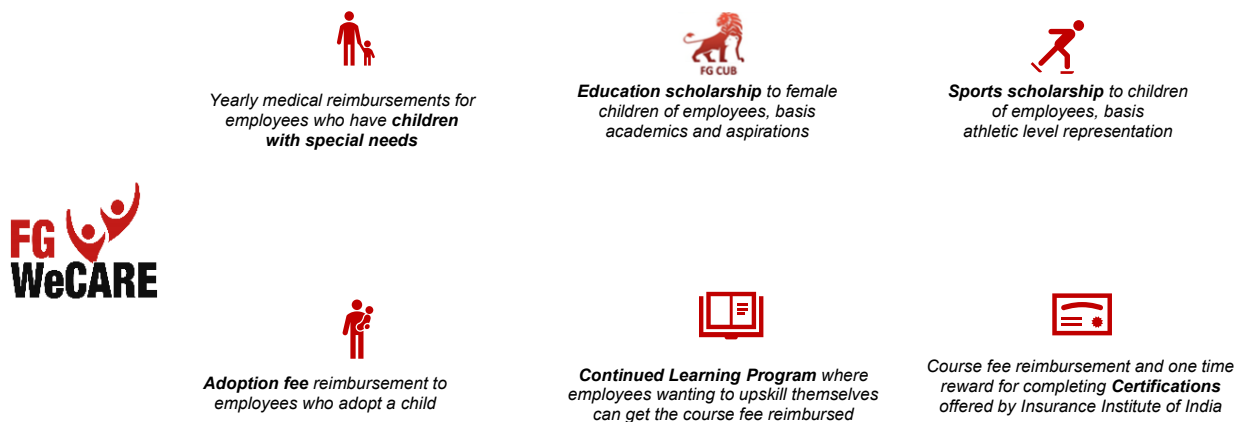 FG CUB
Yearly medical reimbursements for
employees who have children
with special needs
Education scholarship to female
children of employees, basis
academics and aspirations
Sports scholarship to children
of employees, basis
athletic level representation
FG
WeCARE
Adoption fee reimbursement to
employees who adopt a child
Continued Learning Program where
employees wanting to upskill themselves
can get the course fee reimbursed
Course fee reimbursement and one time
reward for completing Certifications
offered by Insurance Institute of India